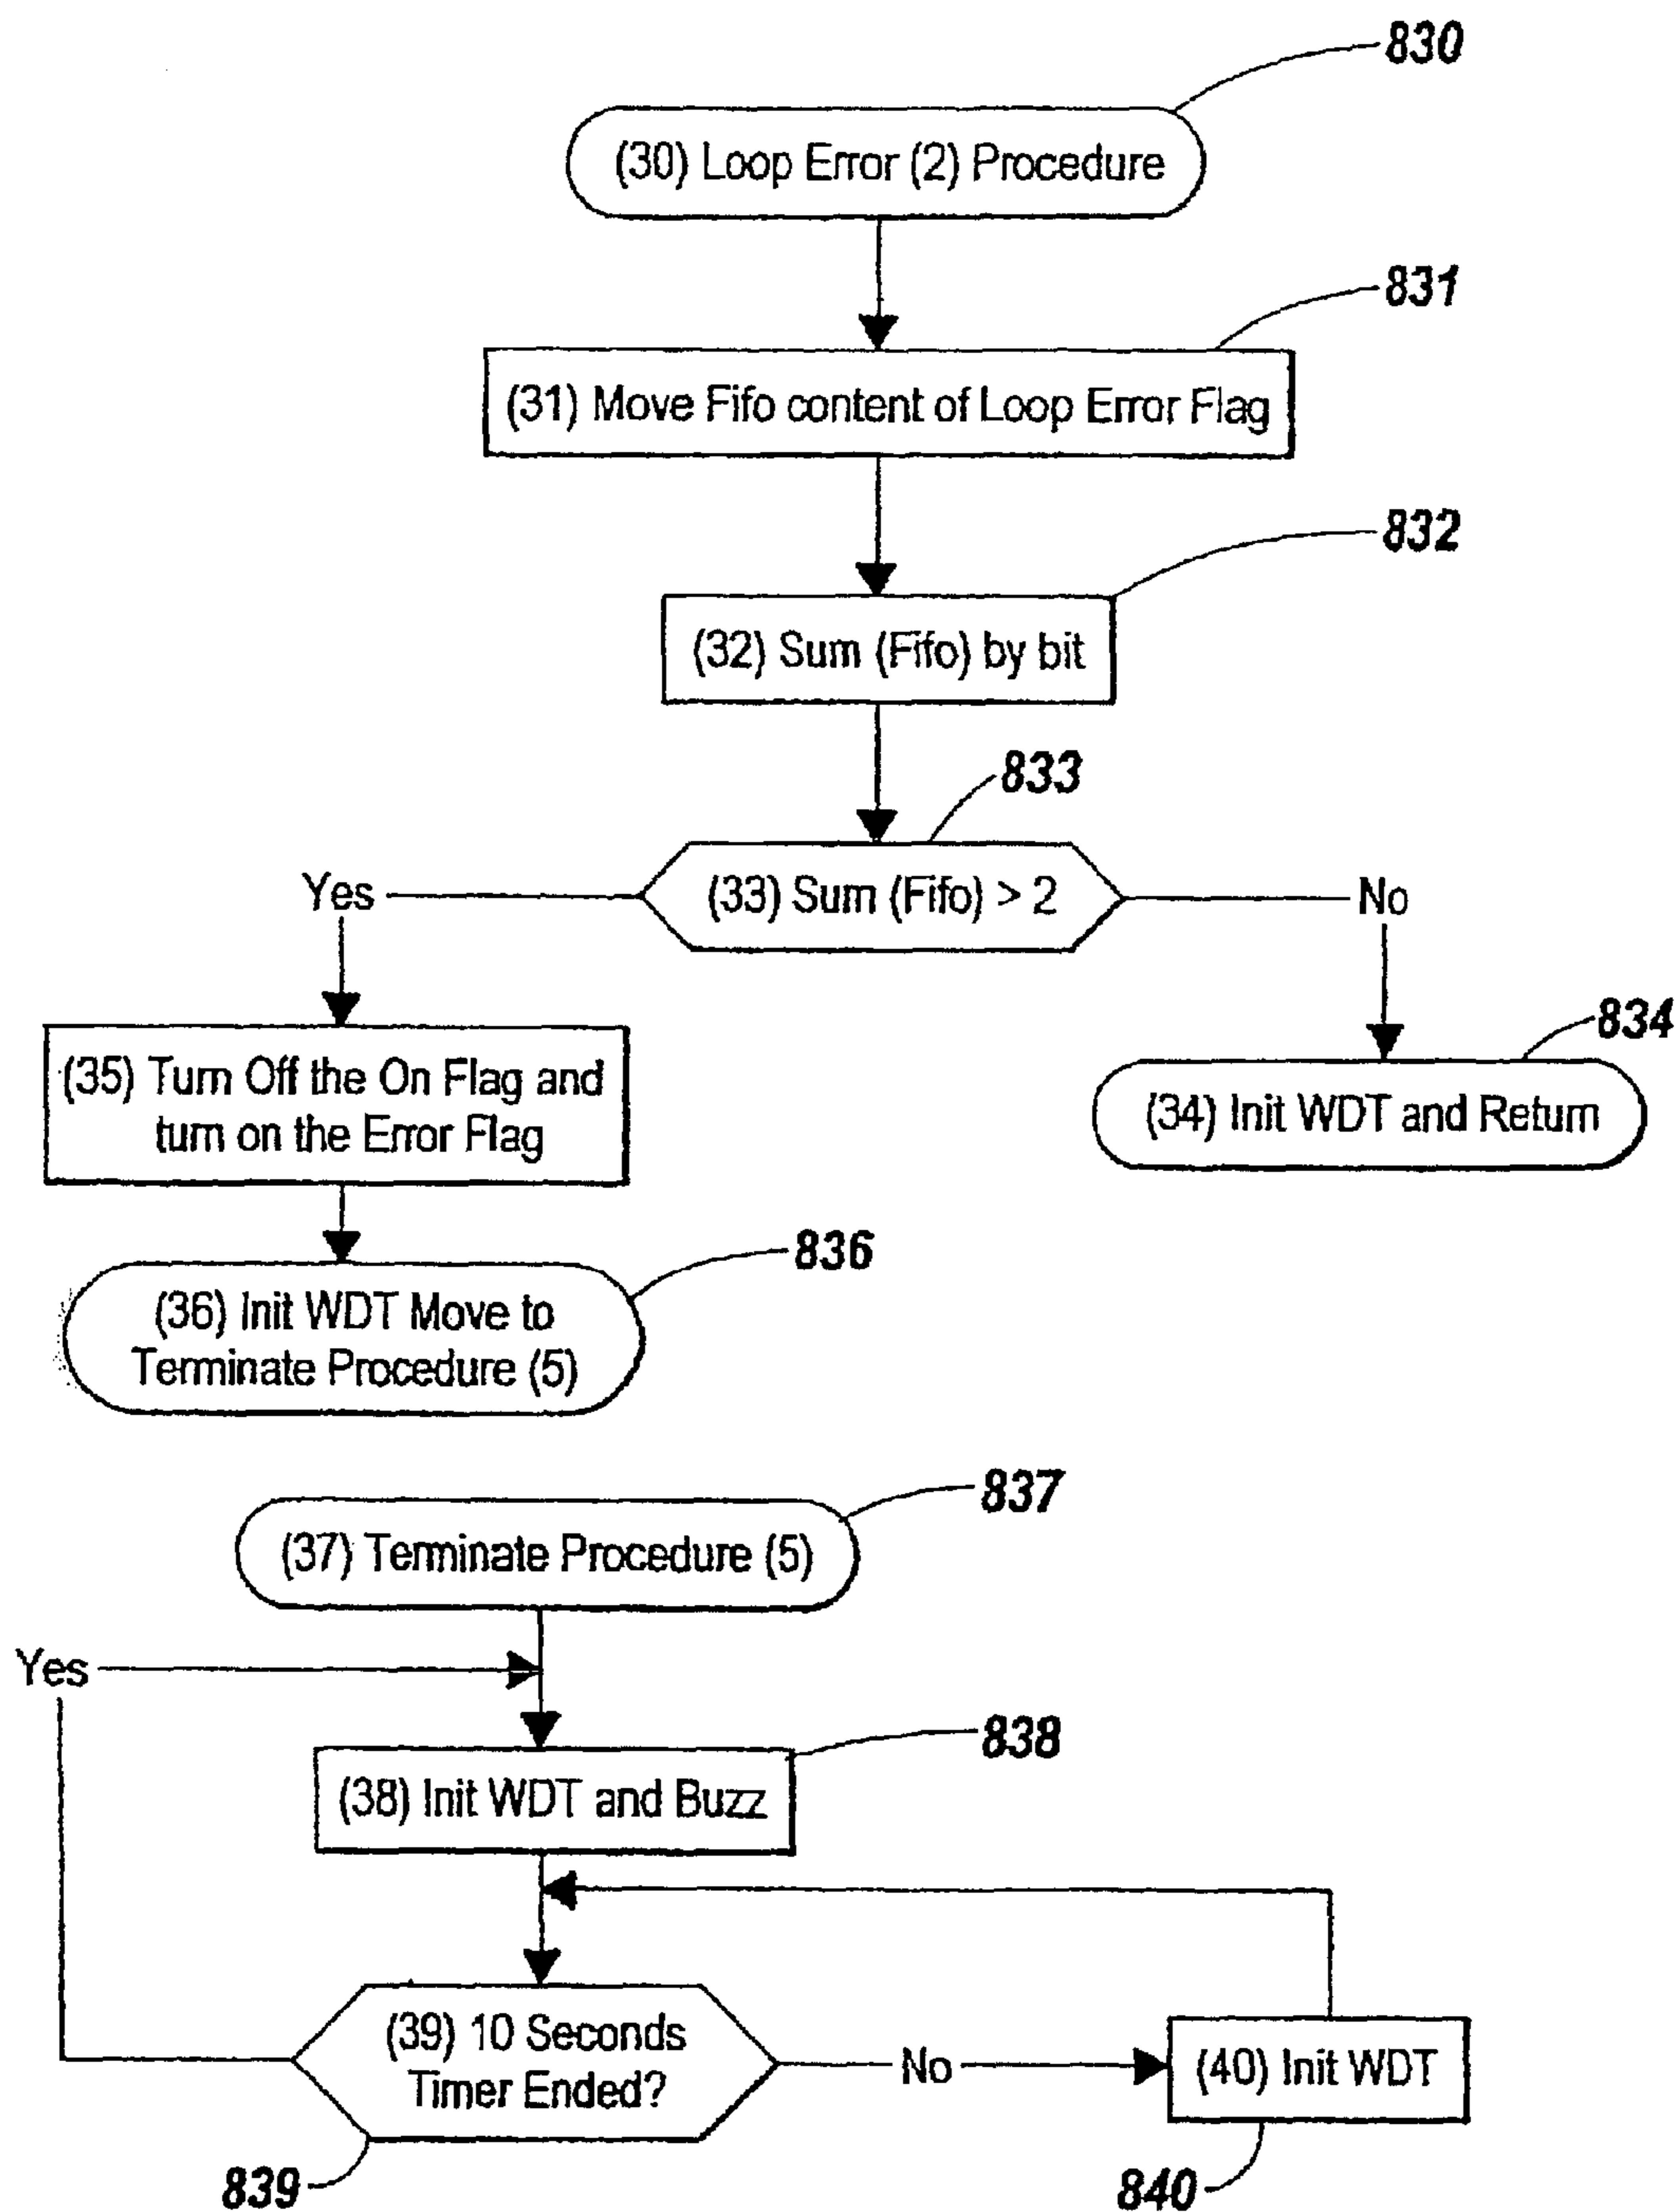 830
(30) Loop Error (2) Procedure
831
(31) Move Fifo content of Loop Error Flag
832
(32) Sum (Fifo) by bit
833
(33) Sum (Fifo) > 2
Yes
No
834
(35) Turn Off the On Flag and
turn on the Error Flag
(34) Init WDT and Return
836
(36) Init WDT Move to
Terminate Procedure (5)
837
(37) Terminate Procedure (5)
Yes
838
(38) Init WDT and Buzz
(39) 10 Seconds
Timer Ended?
No
(40) Init WDT
839
840